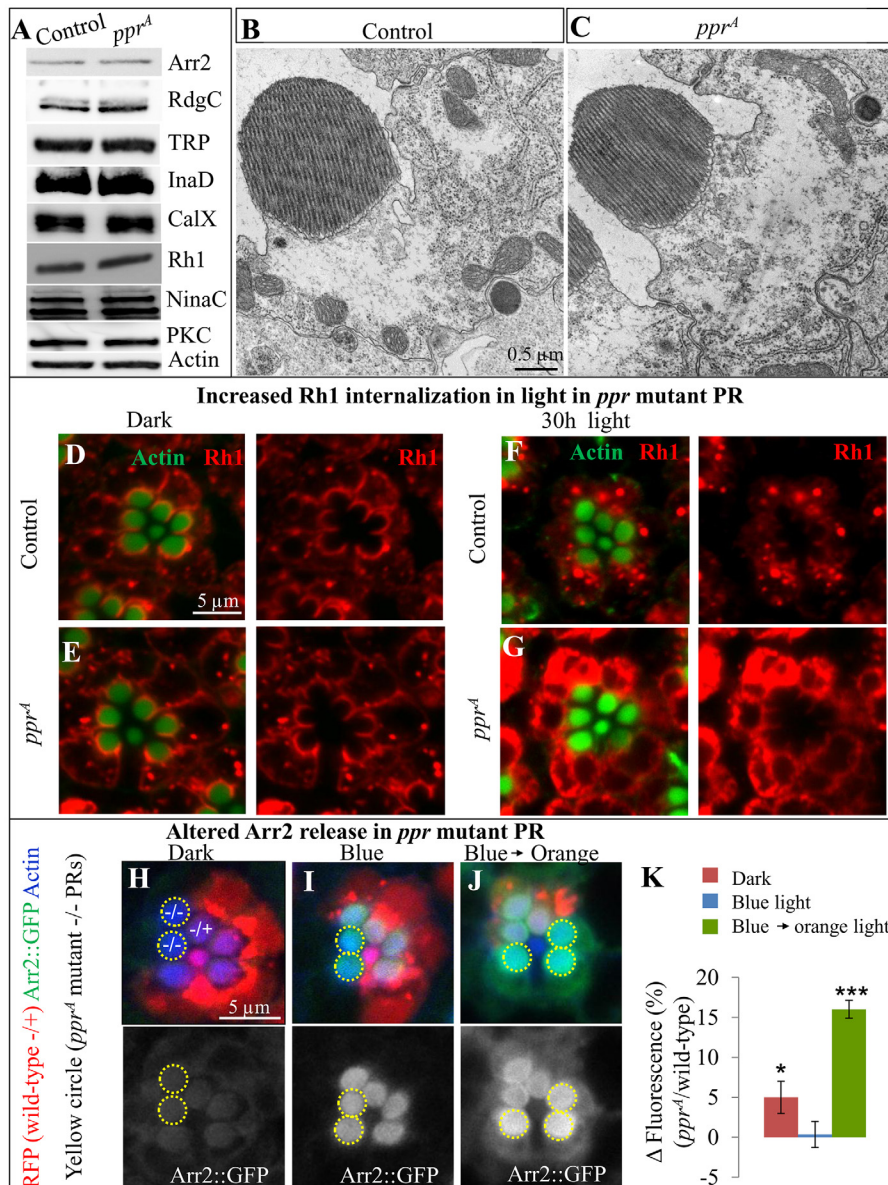 A
Control pprᴬ
Arr2
RdgC
TRP
InaD
CalX
Rh1
NinaC
PKC
Actin
B Control
0.5 µm
C pprᴬ
Increased Rh1 internalization in light in ppr mutant PR
Dark
30h light
Control
D Actin Rh1 Rh1
5 µm
pprᴬ
E
Control
F Actin Rh1 Rh1
pprᴬ
G
Altered Arr2 release in ppr mutant PR
RFP (wild-type -/+) Arr2::GFP Actin
Yellow circle (pprᴬ mutant -/- PRs)
Dark
Blue
Blue → Orange
H
-/-
-/-
-/+
5 µm
I
J
Arr2::GFP
Arr2::GFP
Arr2::GFP
K
Dark
Blue light
Blue → orange light
Δ Fluorescence (%)
(pprᴬ/wild-type)
20
15
10
5
0
-5
*
***